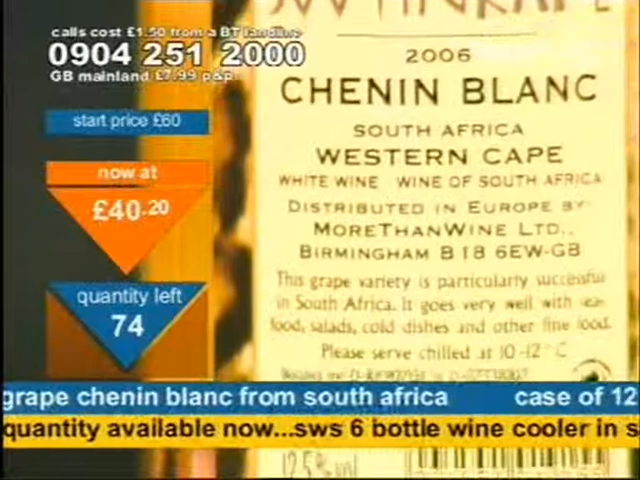 calls cost £1.50 from a BT landline
0904 251 2000
GB mainland £7.99 p&p
start price £60
now at
£40.20
quantity left
74
2006
CHENIN BLANC
SOUTH AFRICA
WESTERN CAPE
WHITE WINE WINE OF SOUTH AFRICA
DISTRIBUTED IN EUROPE BY
MORETHANWINE LTD.,
BIRMINGHAM B18 6EW-GB
This grape variety is particularly successful
in South Africa. It goes very well with sea-
food, salads, cold dishes and other fine food.
Please serve chilled at 10-12°C
grape chenin blanc from south africa case of 12
quantity available now...sws 6 bottle wine cooler in s
12.5% vol